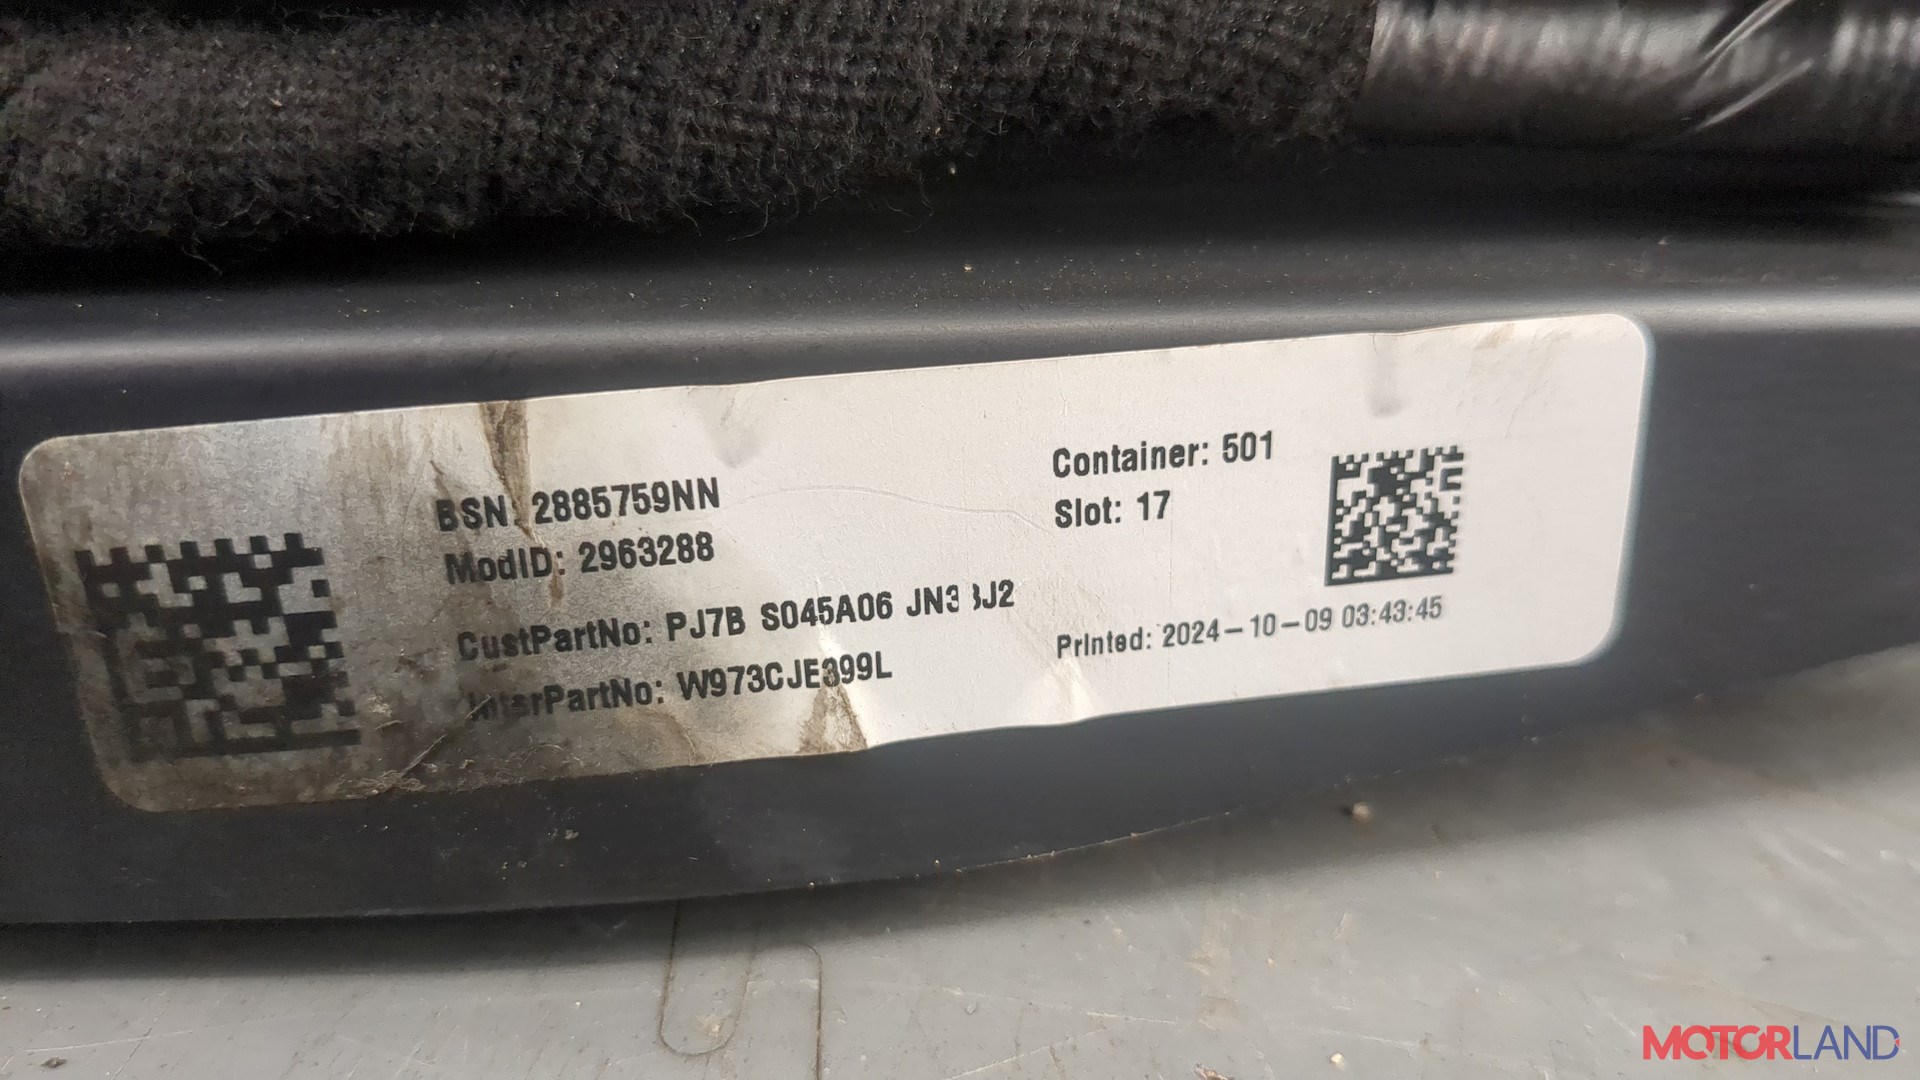 BSN: 2885759NN
ModID: 2963288
CustPartNo: PJ7B S045A06
InterPartNo: W973CJE399L
Container: 501
Slot: 17
Printed: 2024-10-09 03:43:45
MOTORLAND